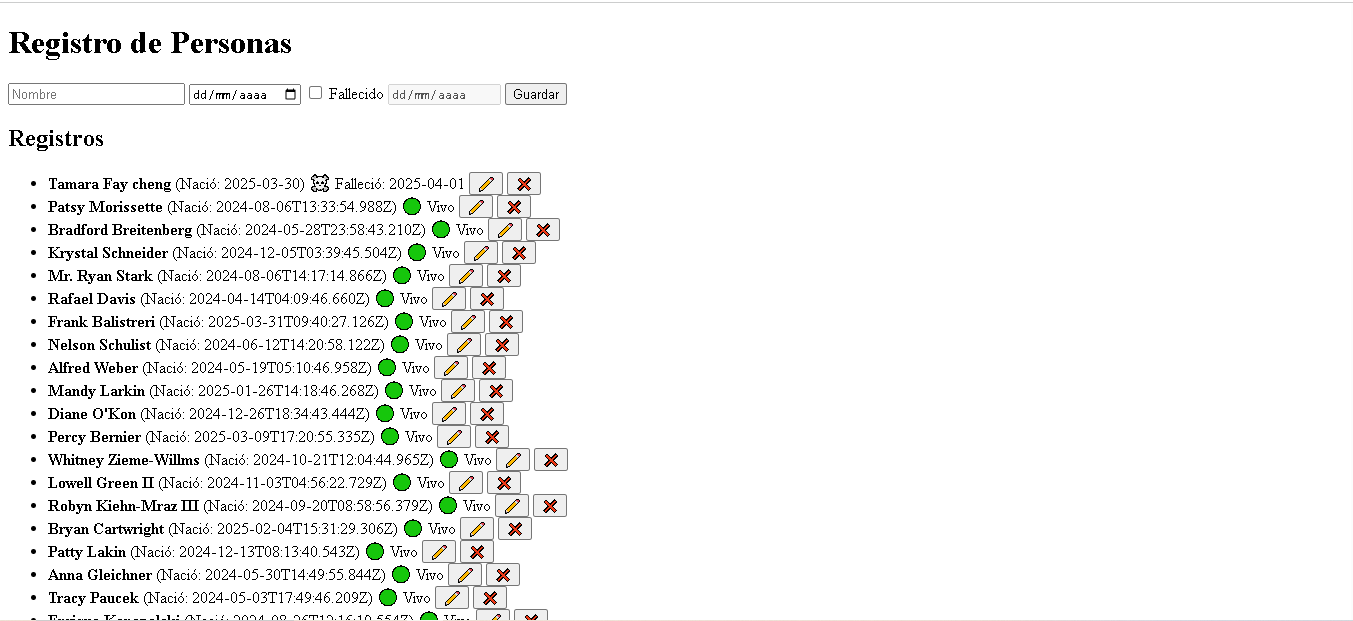 Registro de Personas
Nombre dd/mm/aaaa Fallecido dd/mm/aaaa Guardar
Registros
Tamara Fay cheng (Nació: 2025-03-30) ☠ Falleció: 2025-04-01
Patsy Morissette (Nació: 2024-08-06T13:33:54.988Z) Vivo
Bradford Breitenberg (Nació: 2024-05-28T23:58:43.210Z) Vivo
Krystal Schneider (Nació: 2024-12-05T03:39:45.504Z) Vivo
Mr. Ryan Stark (Nació: 2024-08-06T14:17:14.866Z) Vivo
Rafael Davis (Nació: 2024-04-14T04:09:46.660Z) Vivo
Frank Balistreri (Nació: 2025-03-31T09:40:27.126Z) Vivo
Nelson Schulist (Nació: 2024-06-12T14:20:58.122Z) Vivo
Alfred Weber (Nació: 2024-05-19T05:10:46.958Z) Vivo
Mandy Larkin (Nació: 2025-01-26T14:18:46.268Z) Vivo
Diane O'Kon (Nació: 2024-12-26T18:34:43.444Z) Vivo
Percy Bernier (Nació: 2025-03-09T17:20:55.335Z) Vivo
Whitney Zieme-Willms (Nació: 2024-10-21T12:04:44.965Z) Vivo
Lowell Green II (Nació: 2024-11-03T04:56:22.729Z) Vivo
Robyn Kiehn-Mraz III (Nació: 2024-09-20T08:58:56.379Z) Vivo
Bryan Cartwright (Nació: 2025-02-04T15:31:29.306Z) Vivo
Patty Lakin (Nació: 2024-12-13T08:13:40.543Z) Vivo
Anna Gleichner (Nació: 2024-05-30T14:49:55.844Z) Vivo
Tracy Paucek (Nació: 2024-05-03T17:49:46.209Z) Vivo